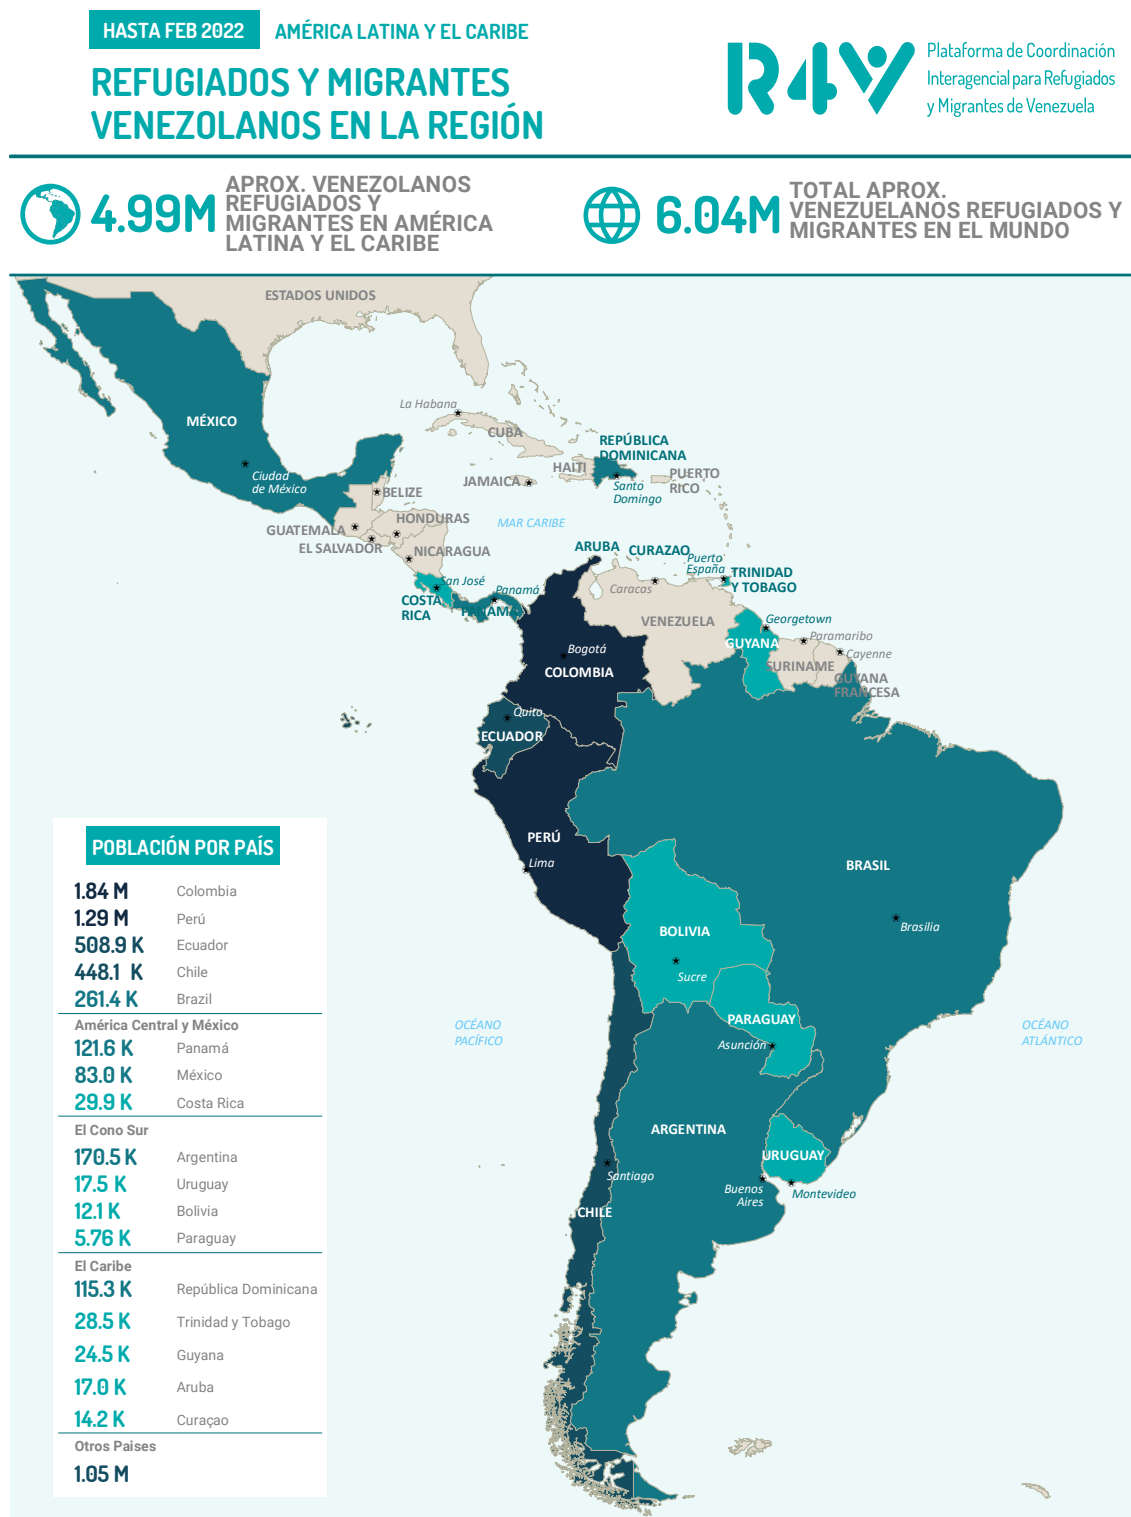 HASTA FEB 2022
AMÉRICA LATINA Y EL CARIBE
REFUGIADOS Y MIGRANTES
VENEZOLANOS EN LA REGIÓN
R4V
Plataforma de Coordinación
Interagencial para Refugiados
y Migrantes de Venezuela
4.99M
APROX. VENEZOLANOS
REFUGIADOS Y
MIGRANTES EN AMÉRICA
LATINA Y EL CARIBE
6.04M
TOTAL APROX.
VENEZUELANOS REFUGIADOS Y
MIGRANTES EN EL MUNDO
ESTADOS UNIDOS
MÉXICO
Ciudad
de México
La Habana
CUBA
REPÚBLICA
DOMINICANA
HAITI
Santo
Domingo
PUERTO
RICO
JAMAICA
BELIZE
GUATEMALA
HONDURAS
EL SALVADOR
NICARAGUA
MAR CARIBE
ARUBA
CURAZAO
Puerto
España
TRINIDAD
Y TOBAGO
San José
COSTA
RICA
Panamá
PANAMÁ
Caracas
VENEZUELA
Georgetown
GUYANA
Paramaribo
SURINAME
Cayenne
GUYANA
FRANCESA
Bogotá
COLOMBIA
Quito
ECUADOR
PERÚ
Lima
BRASIL
Brasília
BOLIVIA
Sucre
PARAGUAY
Asunción
OCÉANO
PACÍFICO
OCÉANO
ATLÁNTICO
ARGENTINA
URUGUAY
Santiago
Buenos
Aires
Montevideo
CHILE
POBLACIÓN POR PAÍS
1.84 M Colombia
1.29 M Perú
508.9 K Ecuador
448.1 K Chile
261.4 K Brazil
América Central y México
121.6 K Panamá
83.0 K México
29.9 K Costa Rica
El Cono Sur
170.5 K Argentina
17.5 K Uruguay
12.1 K Bolivia
5.76 K Paraguay
El Caribe
115.3 K República Dominicana
28.5 K Trinidad y Tobago
24.5 K Guyana
17.0 K Aruba
14.2 K Curaçao
Otros Paises
1.05 M